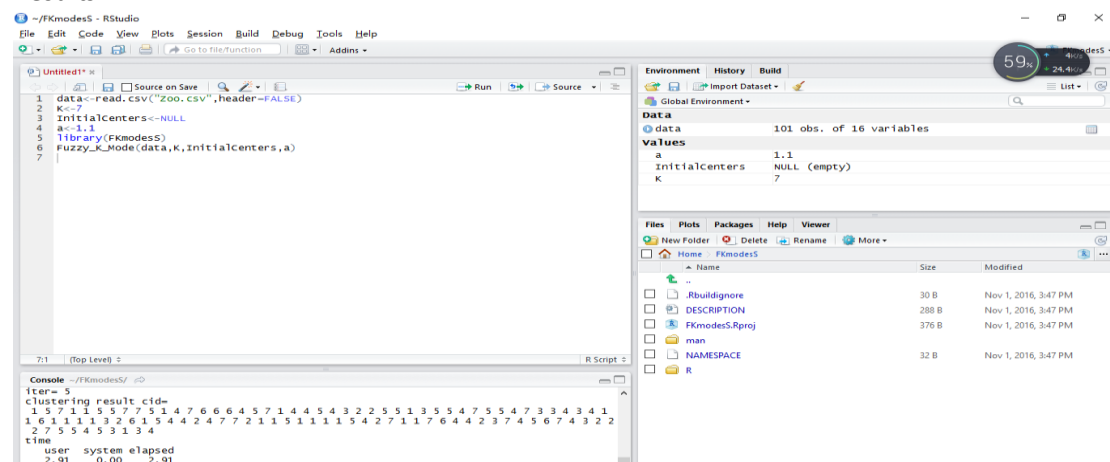 ~/FKmodesS - RStudio
File Edit Code View Plots Session Build Debug Tools Help
Go to file/function Addins
Untitled1*
Source on Save Run Source
1 data<-read.csv("zoo.csv",header=FALSE)
2 K<-7
3 InitialCenters<-NULL
4 a<-1.1
5 library(FKmodesS)
6 Fuzzy_K_Mode(data,K,InitialCenters,a)
7
7:1 (Top Level) R Script
Console ~/FKmodesS/
iter= 5
clustering result cid=
1 5 7 1 1 5 5 7 7 5 1 4 7 6 6 6 4 5 7 1 4 4 5 4 3 2 2 5 5 1 3 5 5 4 7 5 5 4 7 3 3 4 3 4 1
1 6 1 1 1 1 3 2 6 1 5 4 4 2 4 7 7 2 1 1 5 1 1 1 1 5 4 2 7 1 1 7 6 4 4 2 3 7 4 5 6 7 4 3 2 2
2 7 5 5 4 5 3 1 3 4
time
user system elapsed
2.91 0.00 2.91
59%
24.4K/s
Environment History Build
Import Dataset List
Global Environment
Data
data 101 obs. of 16 variables
Values
a 1.1
InitialCenters NULL (empty)
K 7
Files Plots Packages Help Viewer
New Folder Delete Rename More
Home FKmodesS
Name Size Modified
..
.Rbuildignore 30 B Nov 1, 2016, 3:47 PM
DESCRIPTION 288 B Nov 1, 2016, 3:47 PM
FKmodesS.Rproj 376 B Nov 1, 2016, 3:47 PM
man
NAMESPACE 32 B Nov 1, 2016, 3:47 PM
R